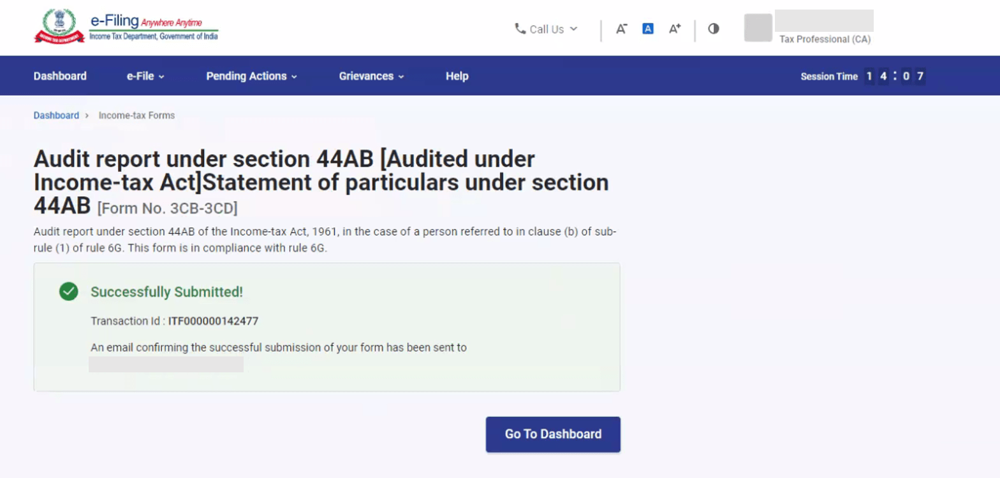 e-Filing Anywhere Anytime
Income Tax Department, Government of India
Call Us
A- A A+
Tax Professional (CA)
Dashboard e-File Pending Actions Grievances Help Session Time 1 4 : 0 7
Dashboard > Income-tax Forms
Audit report under section 44AB [Audited under
Income-tax Act]Statement of particulars under section
44AB [Form No. 3CB-3CD]
Audit report under section 44AB of the Income-tax Act, 1961, in the case of a person referred to in clause (b) of sub-
rule (1) of rule 6G. This form is in compliance with rule 6G.
Successfully Submitted!
Transaction Id : ITF000000142477
An email confirming the successful submission of your form has been sent to
Go To Dashboard